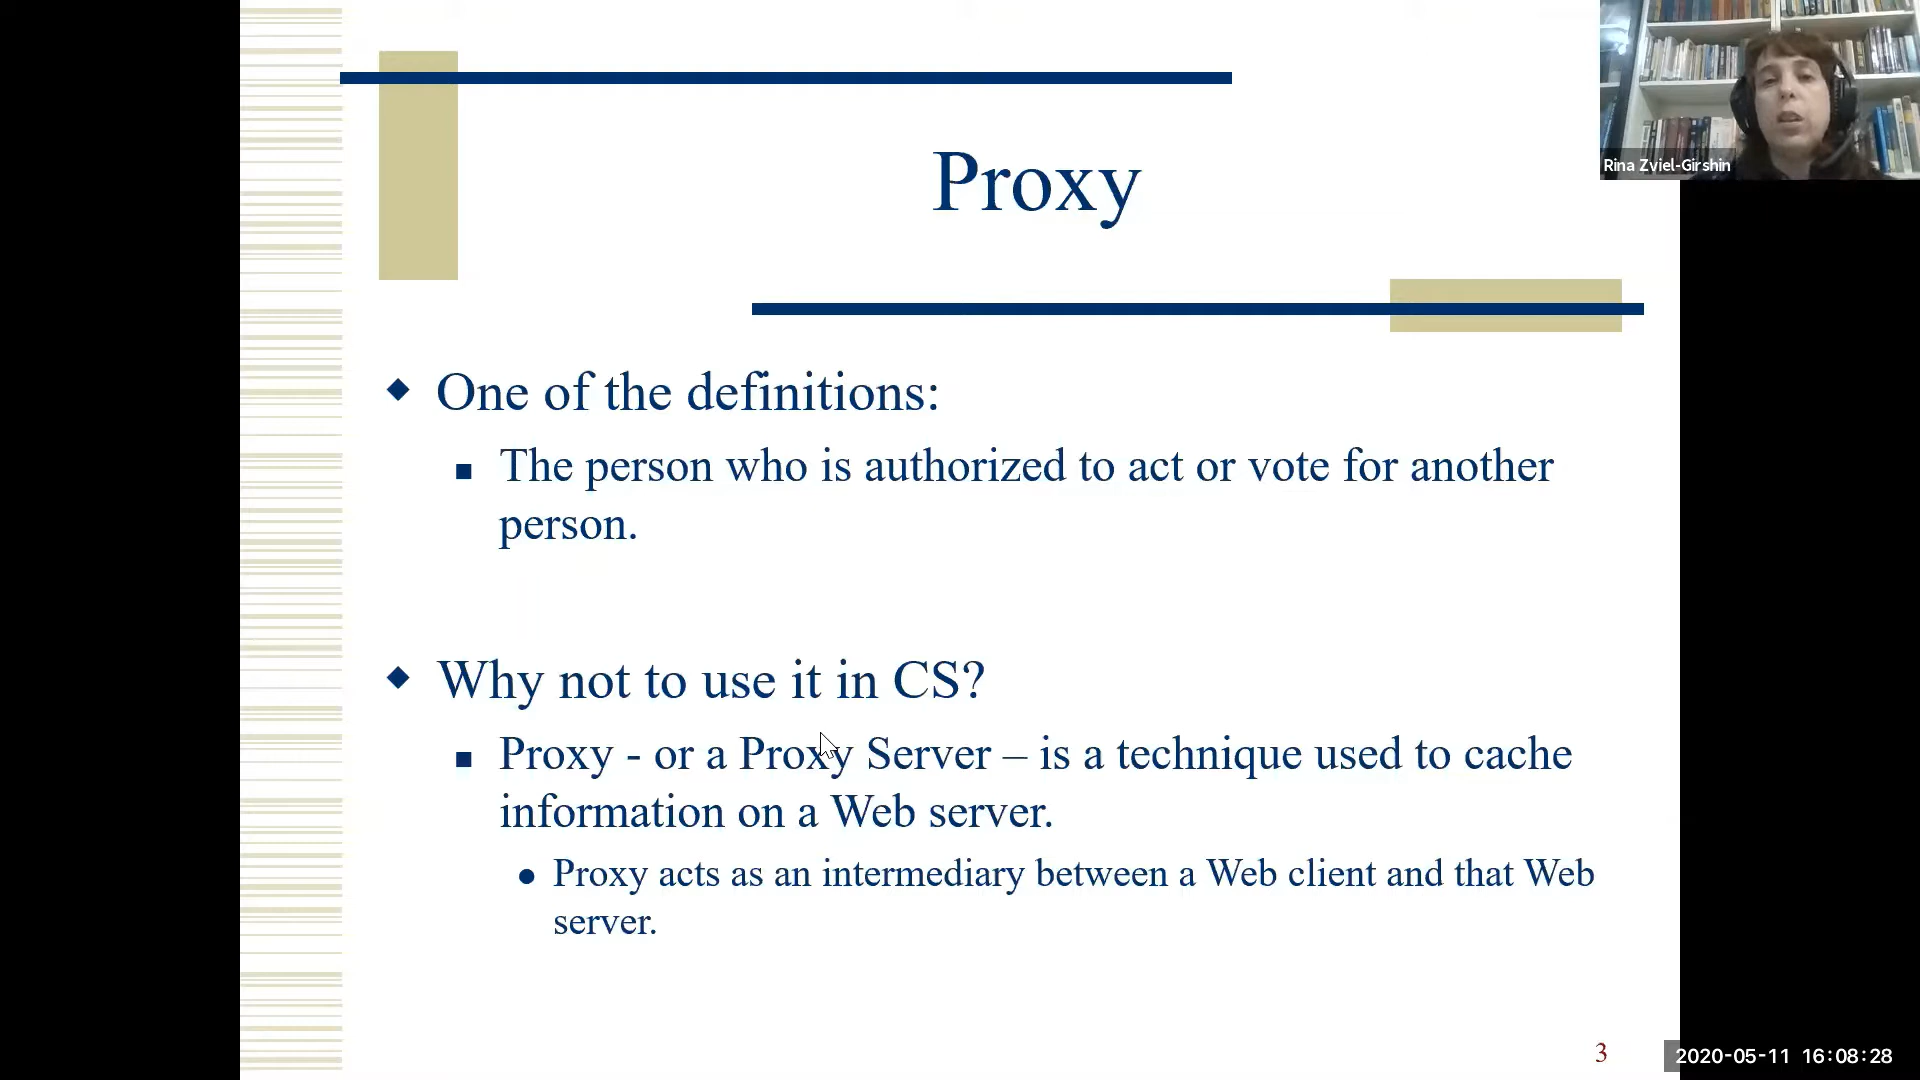 Proxy
Rina Zviel-Girshin
◆ One of the definitions:
■ The person who is authorized to act or vote for another
person.
◆ Why not to use it in CS?
■ Proxy - or a Proxy Server – is a technique used to cache
information on a Web server.
● Proxy acts as an intermediary between a Web client and that Web
server.
3
2020-05-11 16:08:28